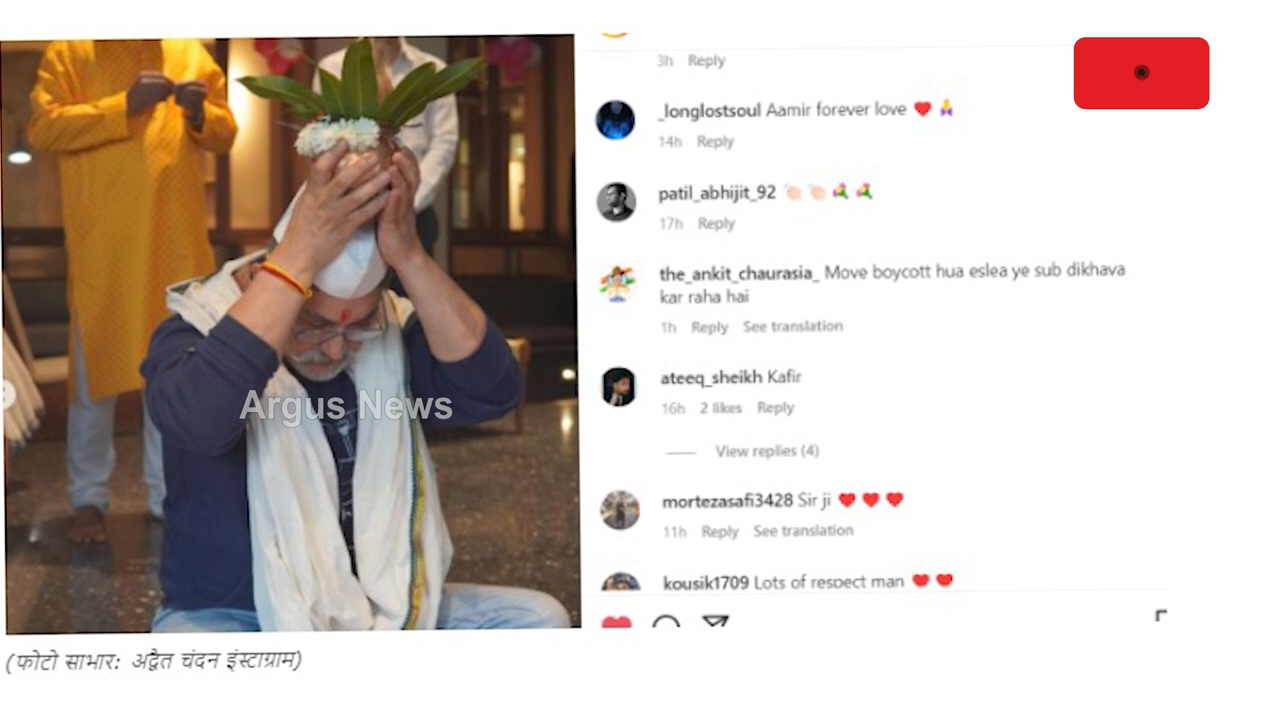 3h Reply
_longlostsoul Aamir forever love
14h Reply
patil_abhijit_92
17h Reply
the_ankit_chaurasia_ Move boycott hua eslea ye sub dikhava
kar raha hai
1h Reply See translation
ateeq_sheikh Kafir
16h 2 likes Reply
View replies (4)
mortezasafi3428 Sir ji
11h Reply See translation
kousik1709 Lots of respect man
Argus News
(फोटो साभार: अद्वैत चंदन इंस्टाग्राम)